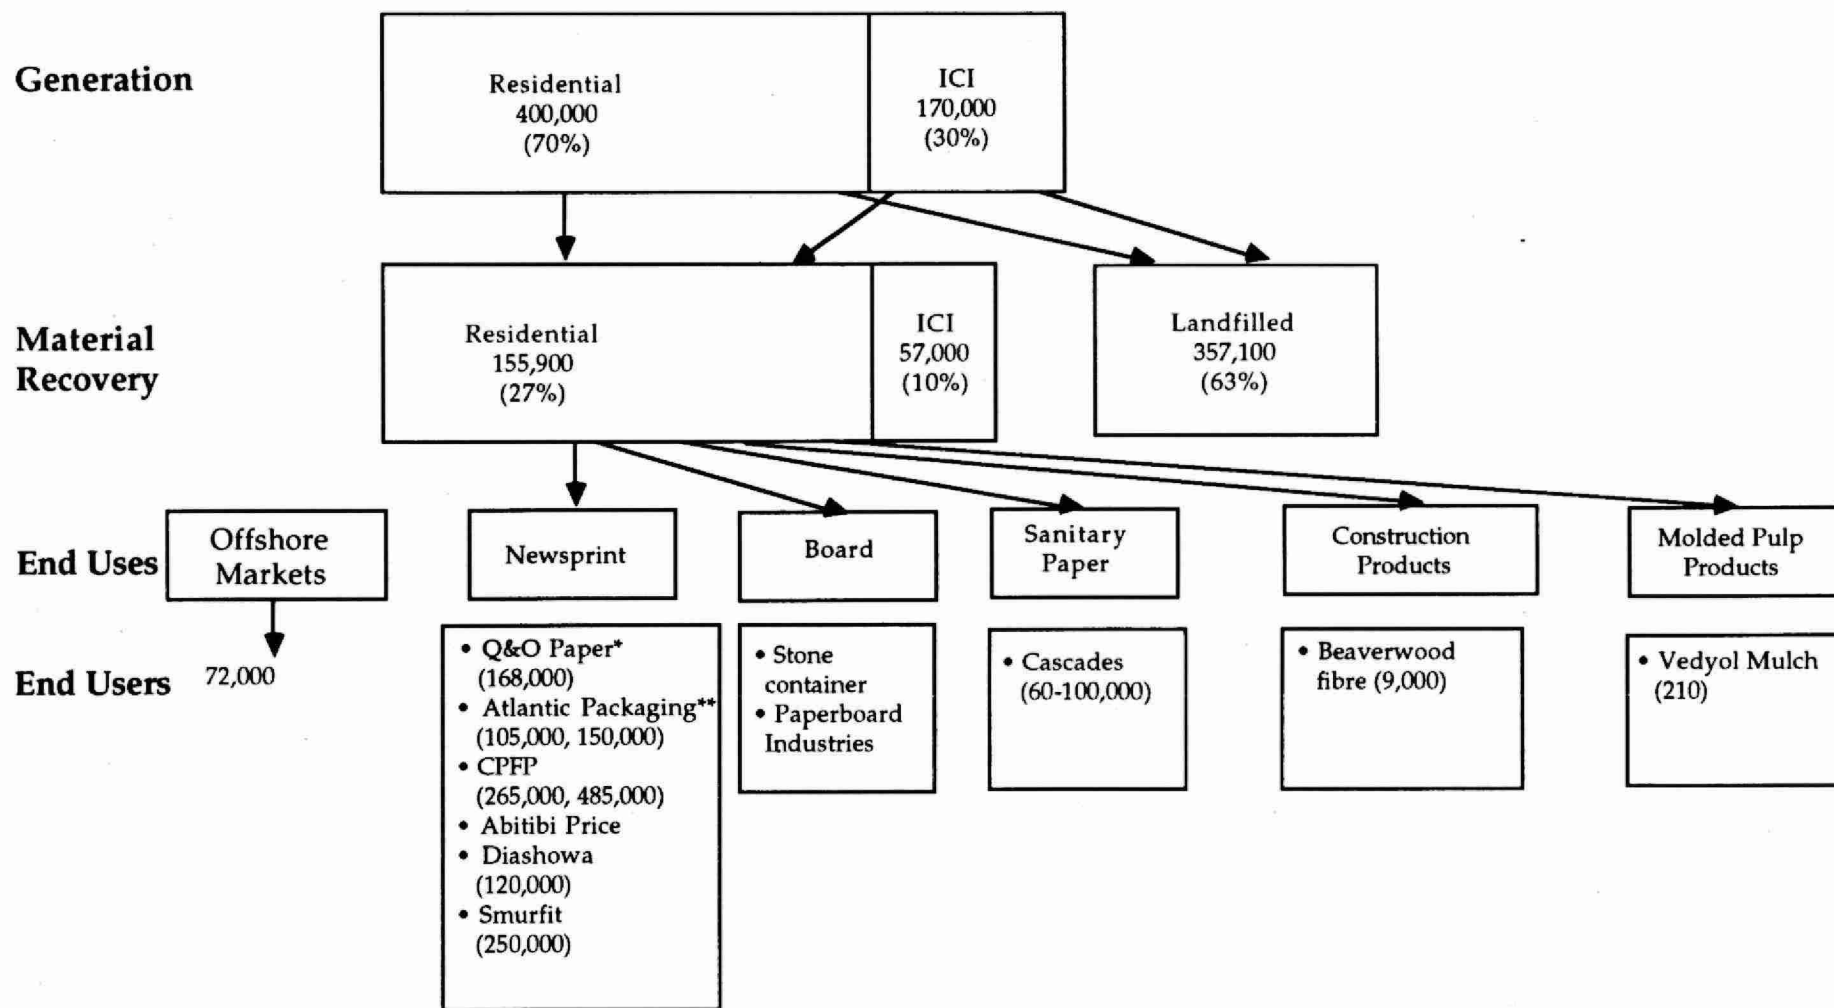 Generation
Residential
400,000
(70%)
ICI
170,000
(30%)
Material
Recovery
Residential
155,900
(27%)
ICI
57,000
(10%)
Landfilled
357,100
(63%)
End Uses
Offshore
Markets
Newsprint
Board
Sanitary
Paper
Construction
Products
Molded Pulp
Products
End Users
72,000
• Q&O Paper*
(168,000)
• Atlantic Packaging**
(105,000, 150,000)
• CPFP
(265,000, 485,000)
• Abitibi Price
• Diashowa
(120,000)
• Smurfit
(250,000)
• Stone
container
• Paperboard
Industries
• Cascades
(60-100,000)
• Beaverwood
fibre (9,000)
• Vedyol Mulch
(210)